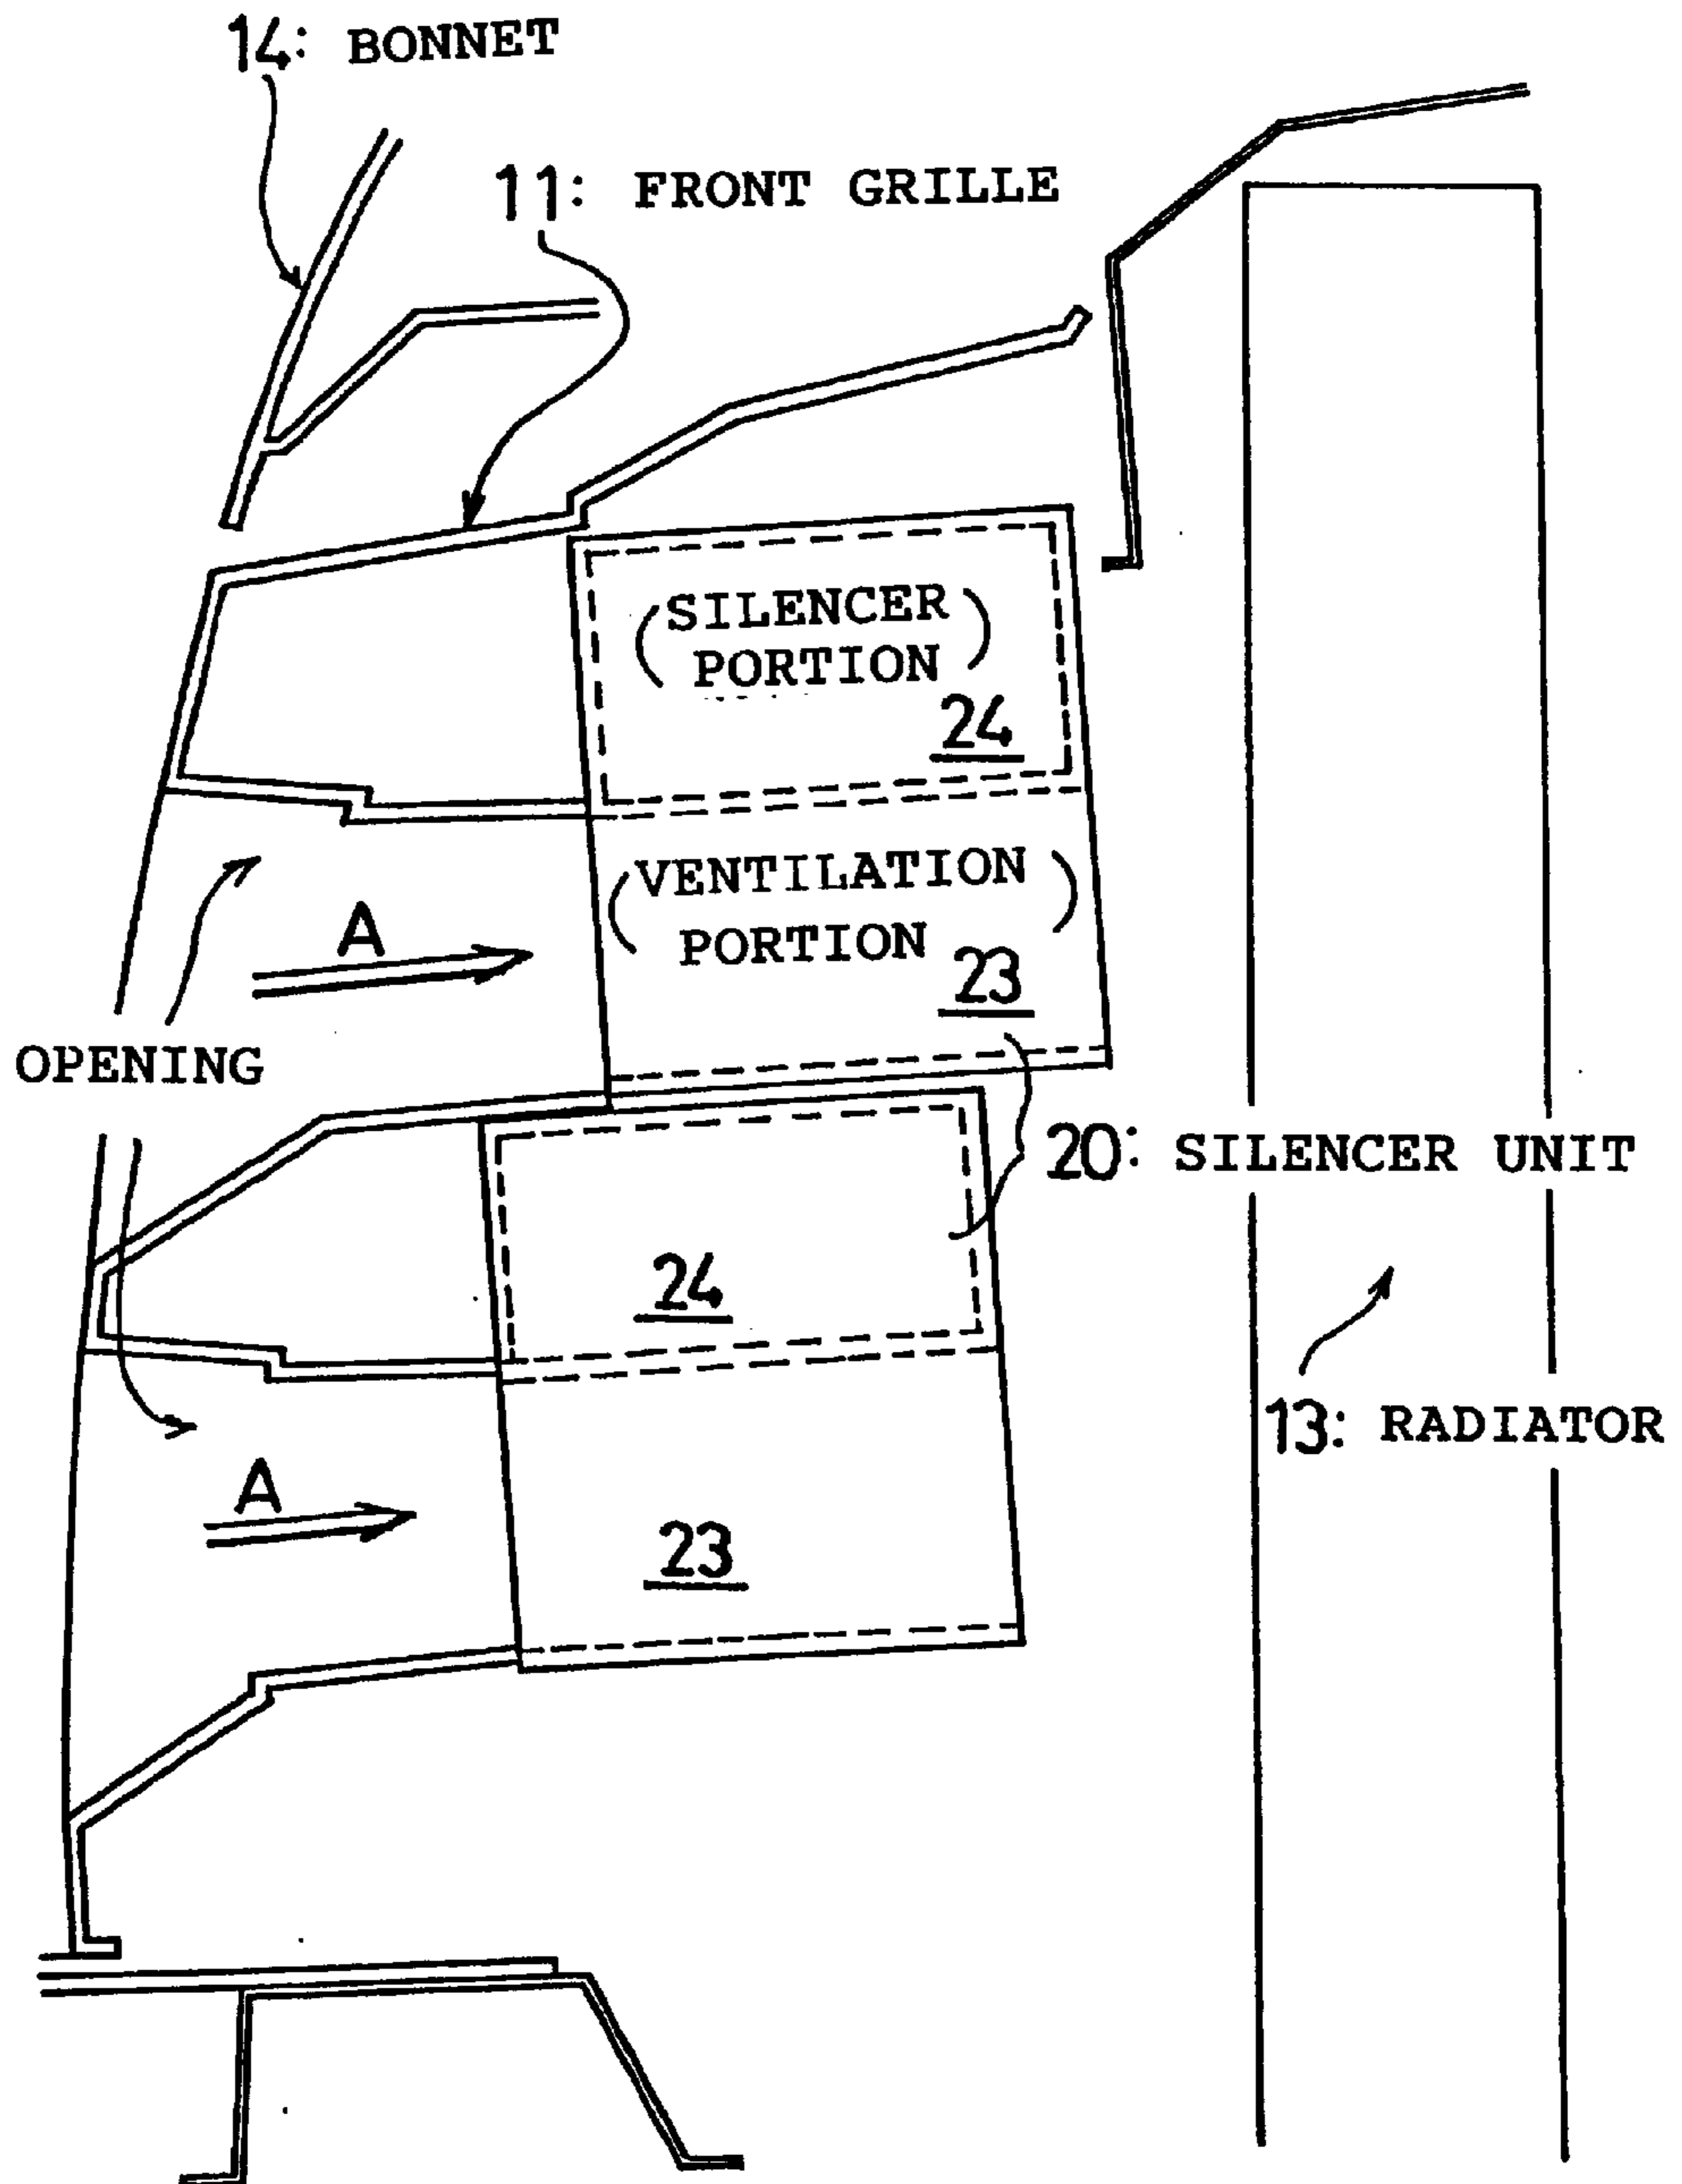 14: BONNET
11: FRONT GRILLE
(SILENCER
PORTION)
24
(VENTILATION
PORTION)
23
A
OPENING
20: SILENCER UNIT
24
13: RADIATOR
A
23